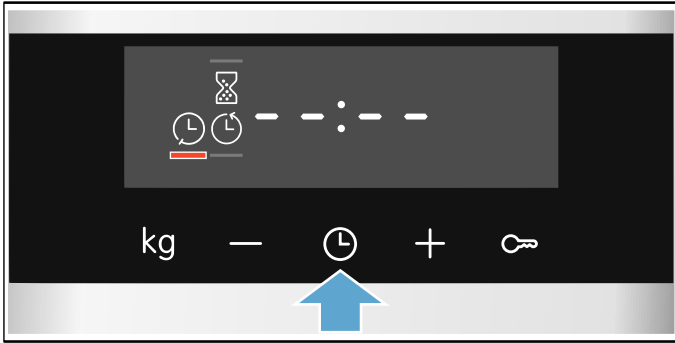 - -:- -
kg − +